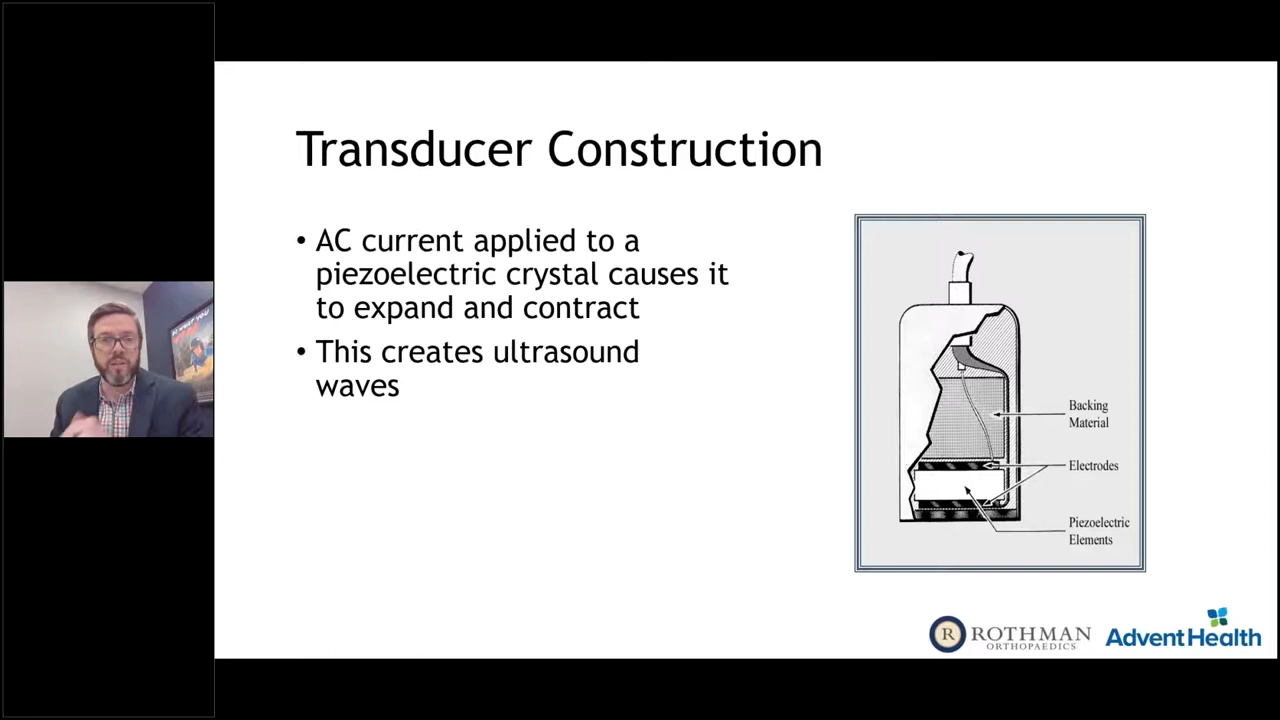 Transducer Construction
• AC current applied to a
piezoelectric crystal causes it
to expand and contract
• This creates ultrasound
waves
Backing
Material
Electrodes
Piezoelectric
Elements
R
ROTHMAN
ORTHOPAEDICS
AdventHealth